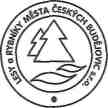 LESY a RYBNÍKY MĚSTA ČESKÝCH BUDĚJOVIC s.r.o.